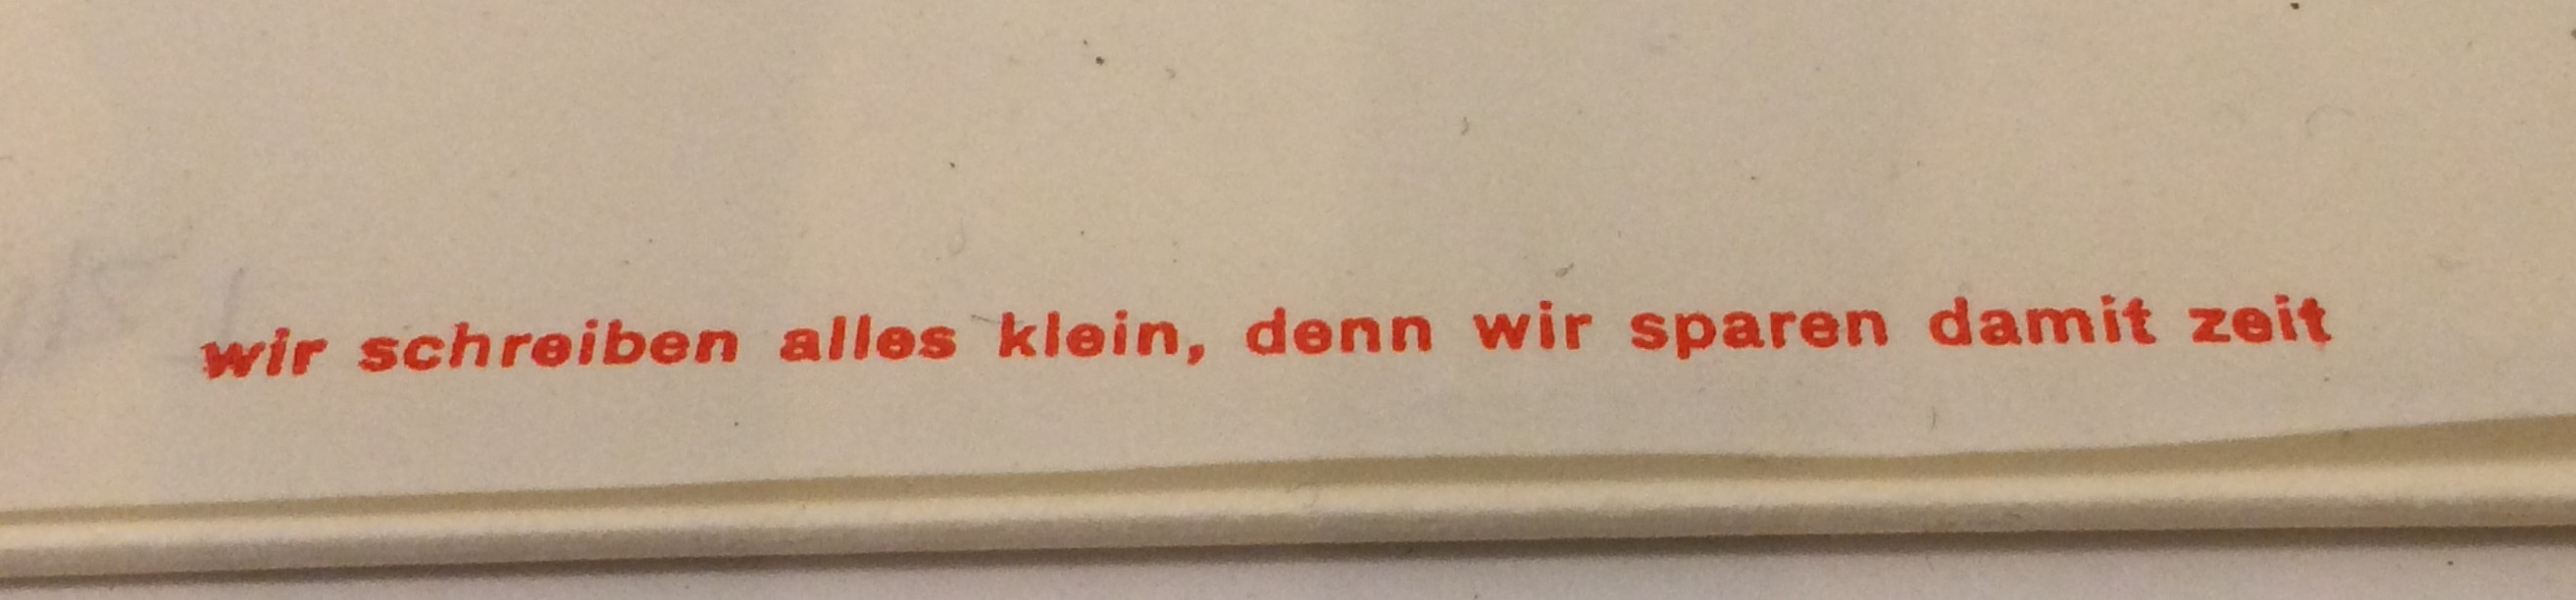 wir schreiben alles klein, denn wir sparen damit zeit